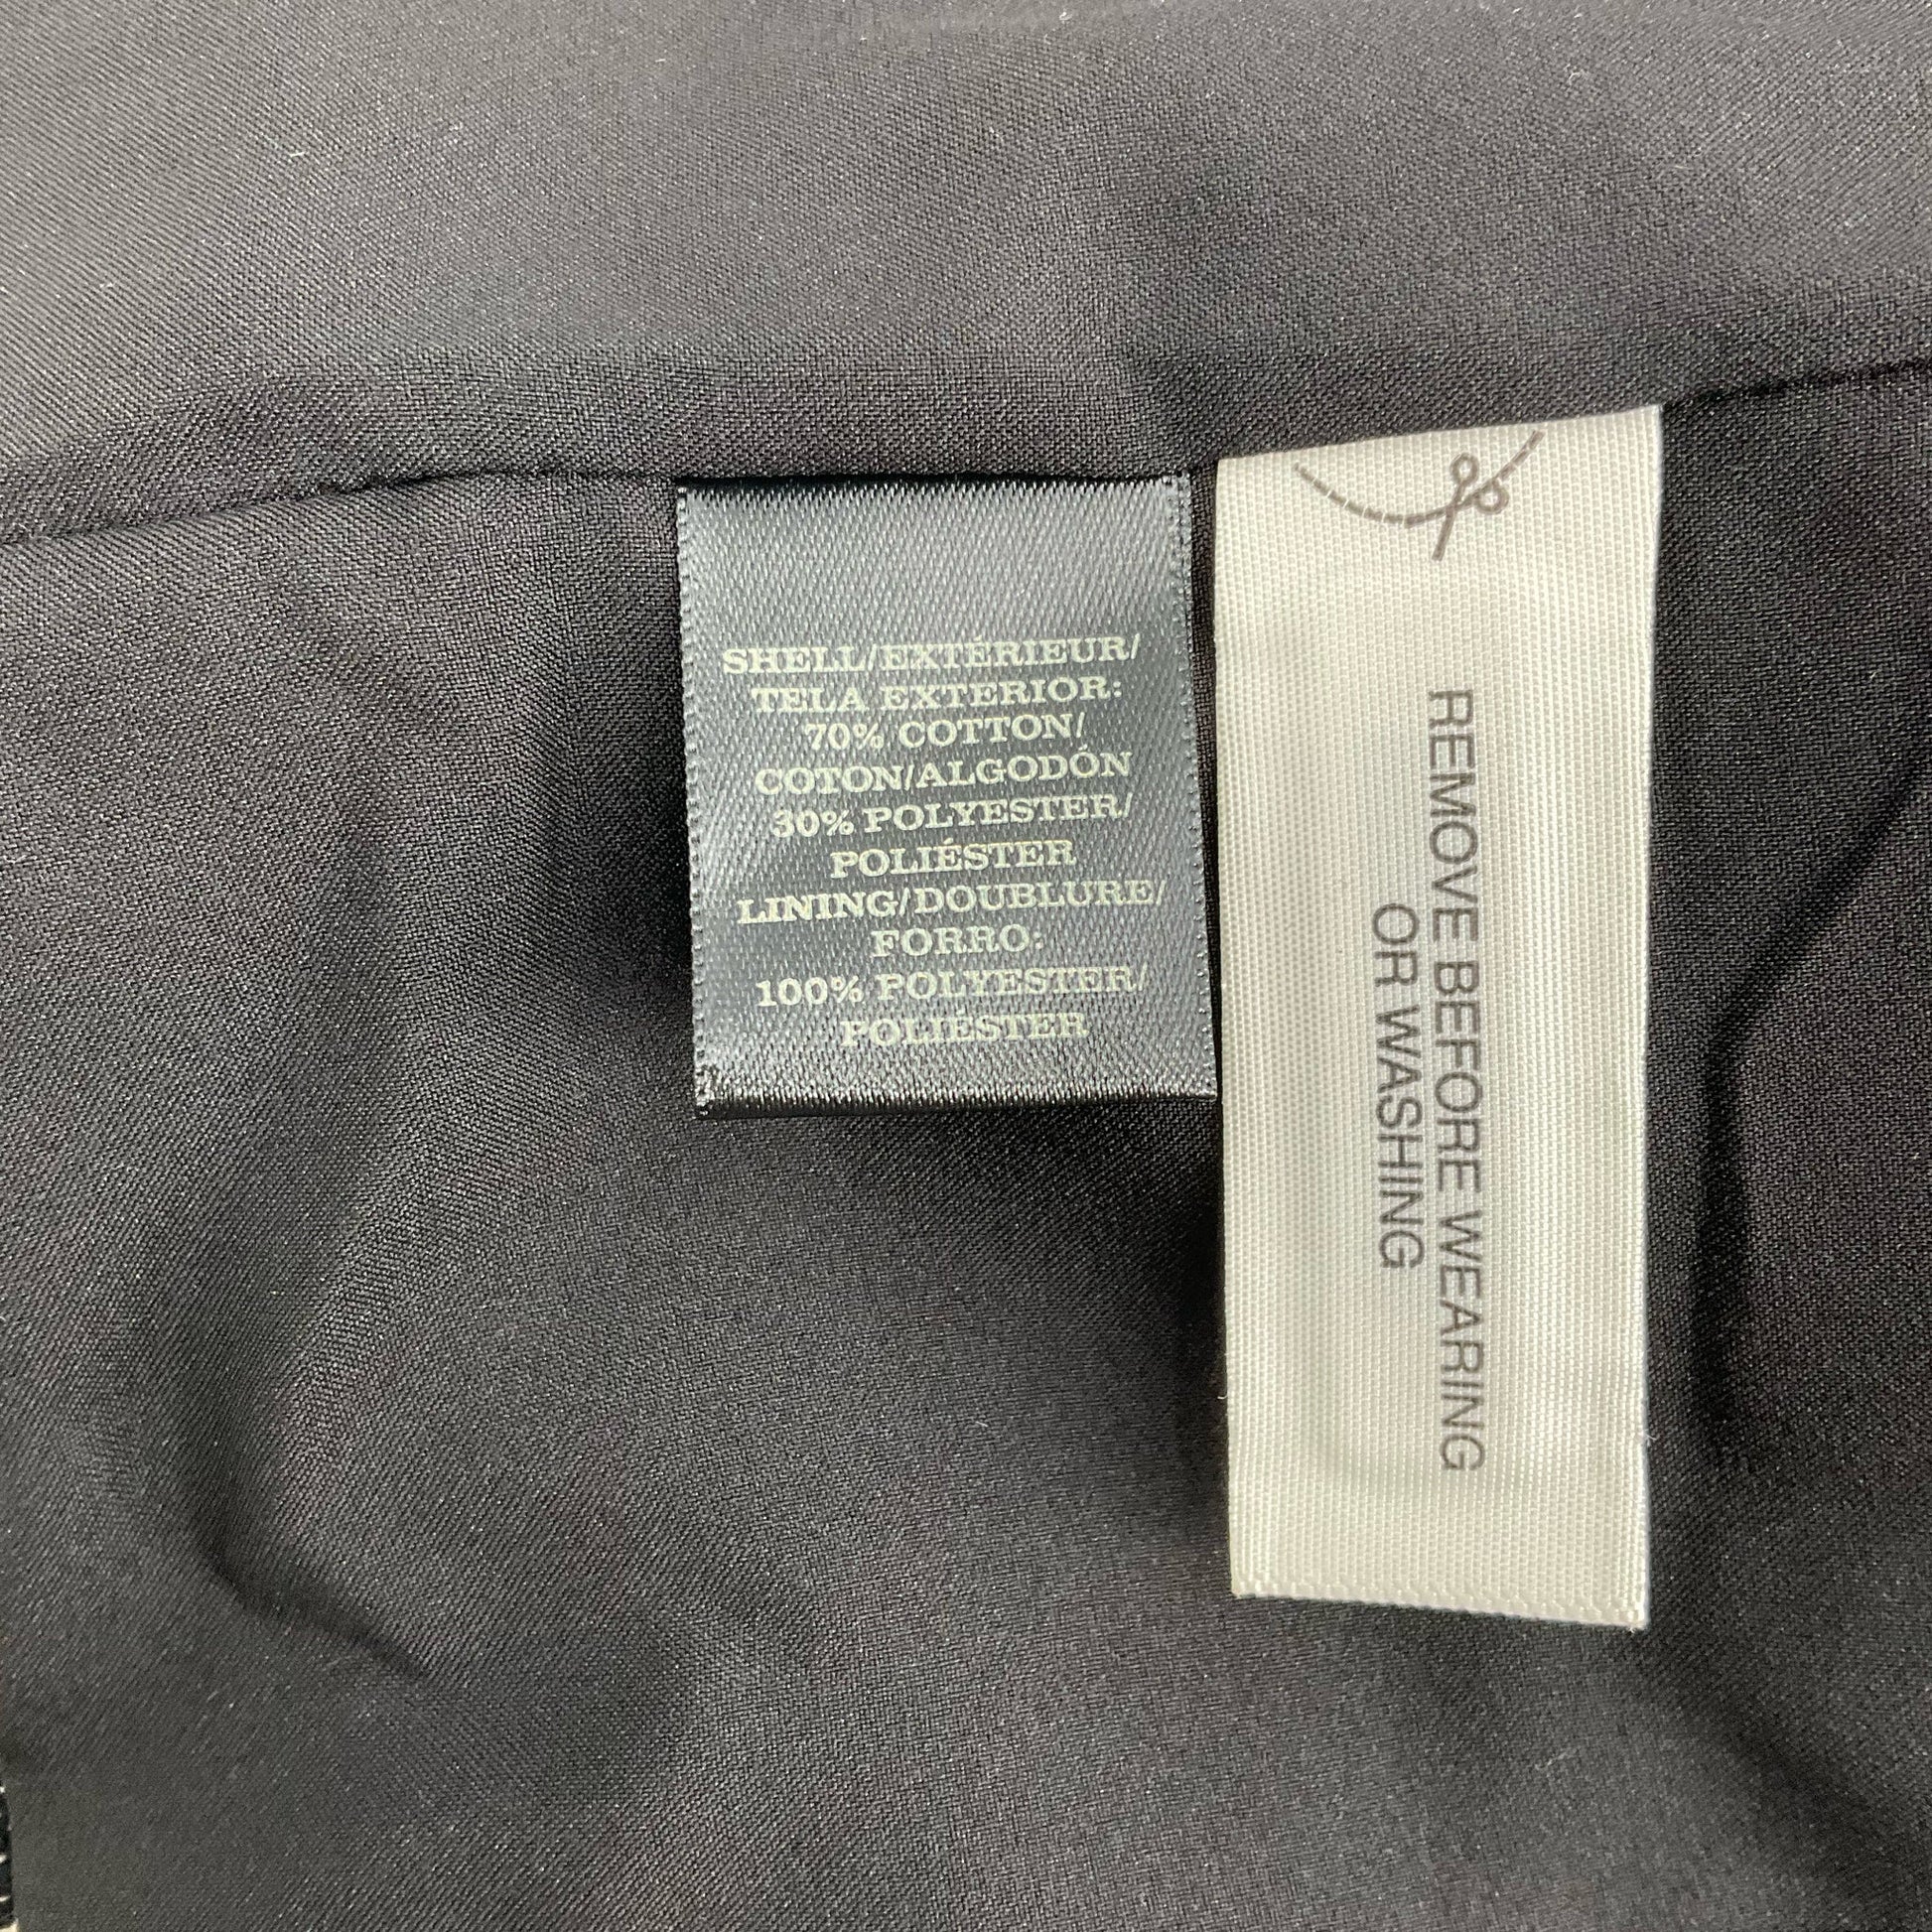 SHELL/EXTÉRIEUR/
TELA EXTERIOR:
70% COTTON/
COTON/ALGODÓN
30% POLYESTER/
POLIÉSTER
LINING/DOUBLURE/
FORRO:
100% POLYESTER/
POLIÉSTER
REMOVE BEFORE WEARING
OR WASHING